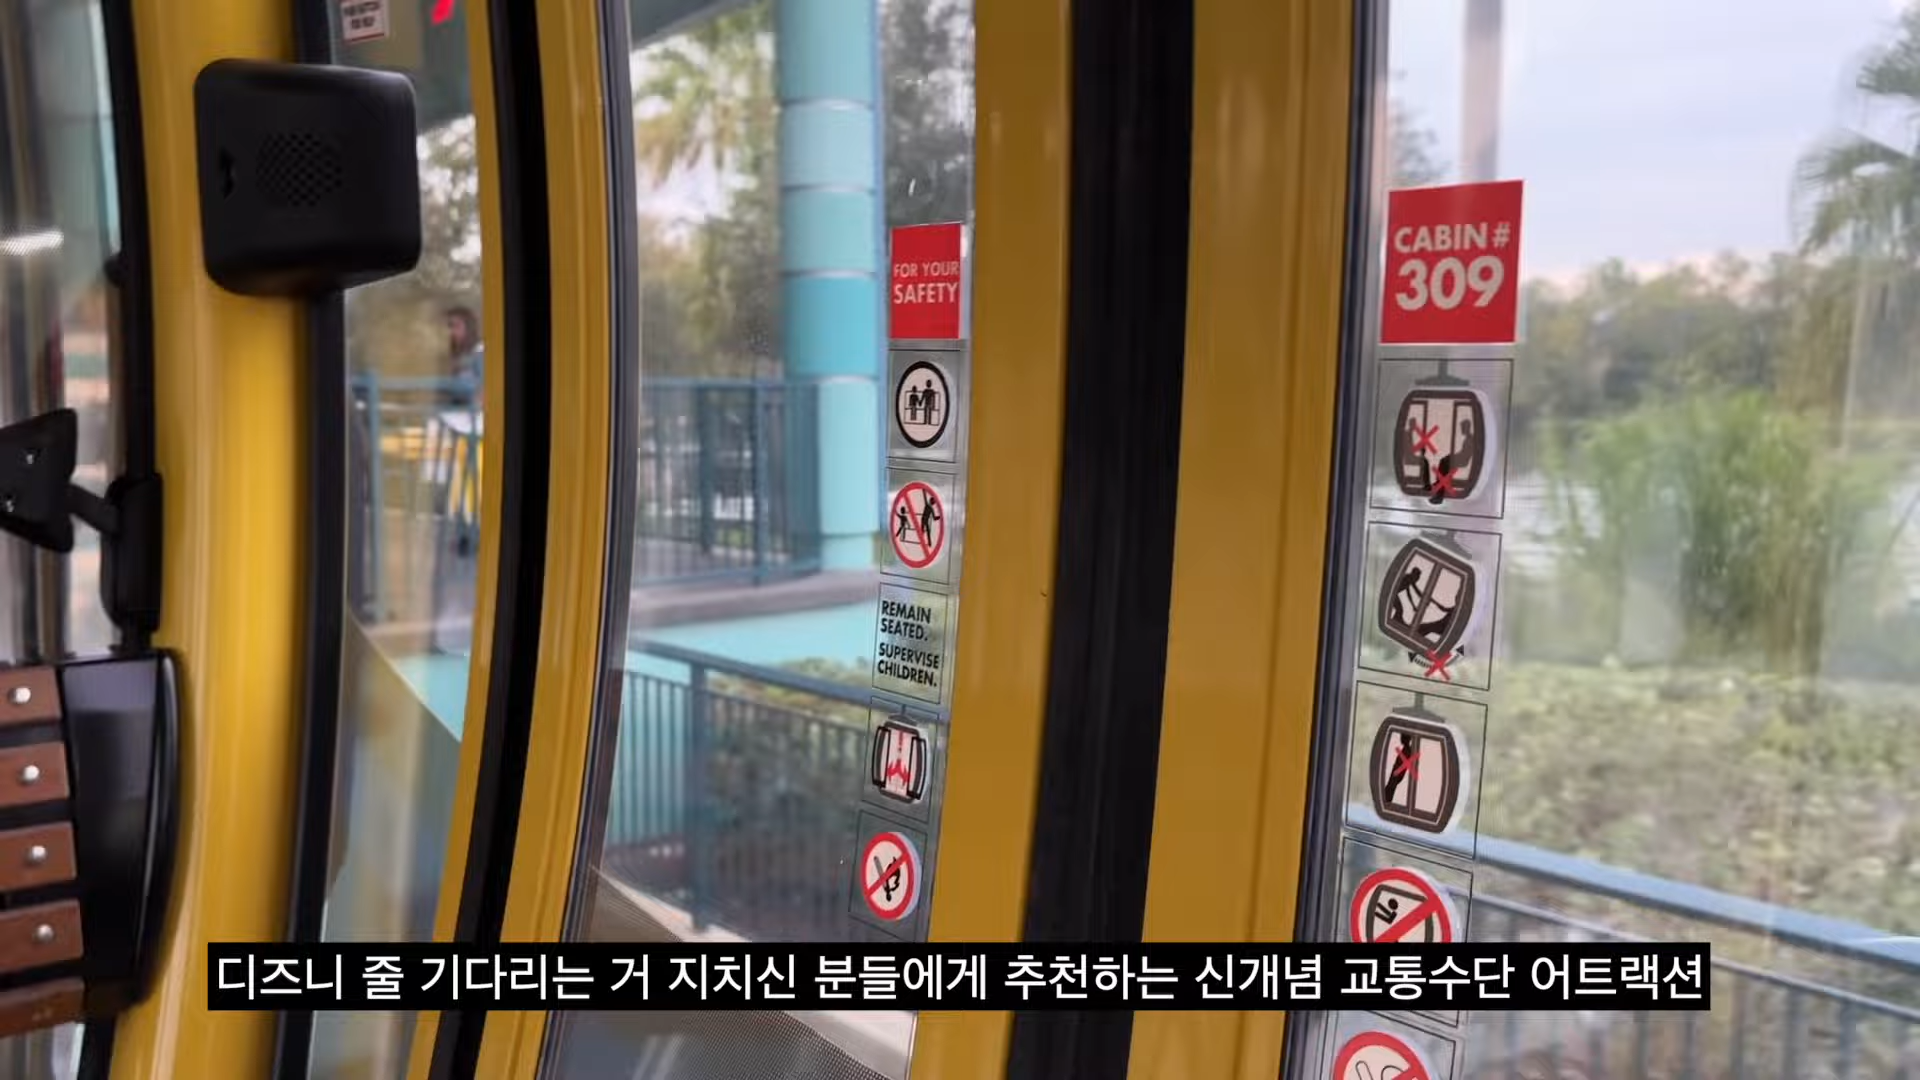 FOR YOUR
SAFETY
REMAIN
SEATED.
SUPERVISE
CHILDREN.
CABIN#
309
디즈니 줄 기다리는 거 지치신 분들에게 추천하는 신개념 교통수단 어트랙션